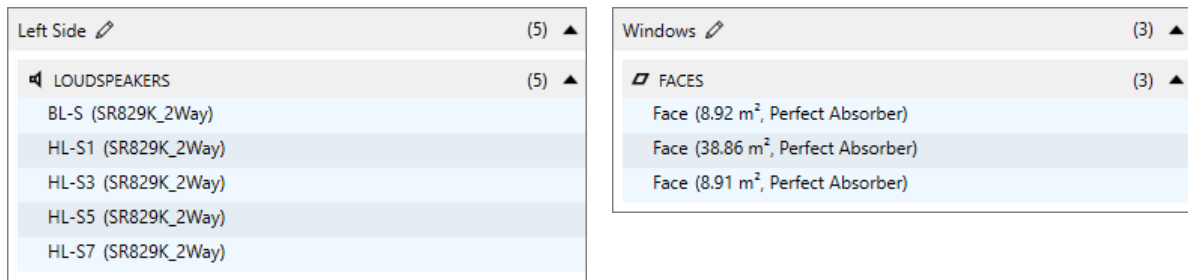 Left Side (5)
LOUDSPEAKERS (5)
BL-S (SR829K_2Way)
HL-S1 (SR829K_2Way)
HL-S3 (SR829K_2Way)
HL-S5 (SR829K_2Way)
HL-S7 (SR829K_2Way)
Windows (3)
FACES (3)
Face (8.92 m², Perfect Absorber)
Face (38.86 m², Perfect Absorber)
Face (8.91 m², Perfect Absorber)